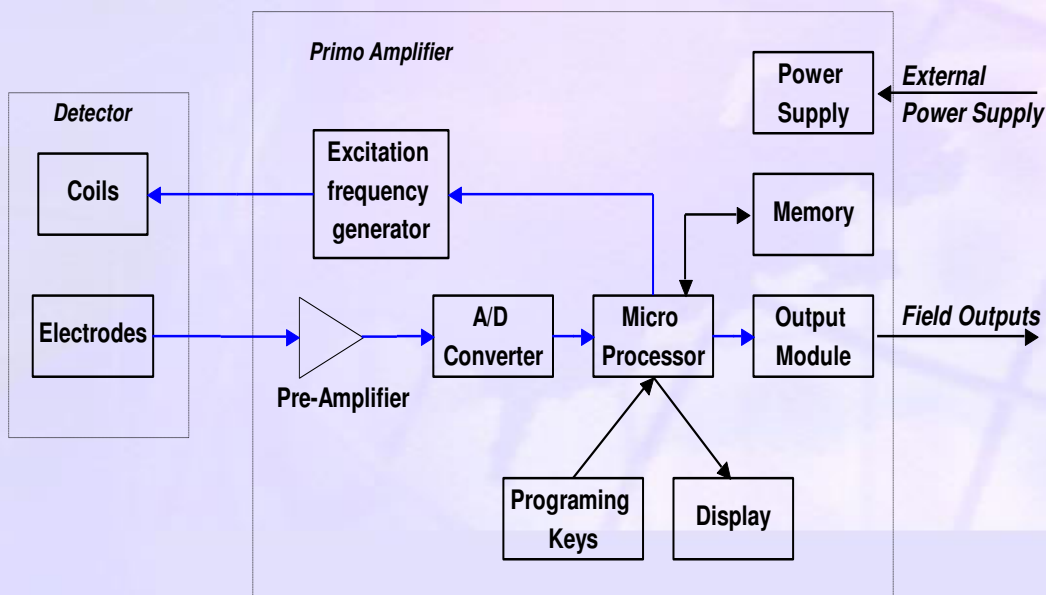 Primo Amplifier
Power
Supply
External
Power Supply
Detector
Coils
Excitation
frequency
generator
Memory
Electrodes
Pre-Amplifier
A/D
Converter
Micro
Processor
Output
Module
Field Outputs
Programing
Keys
Display